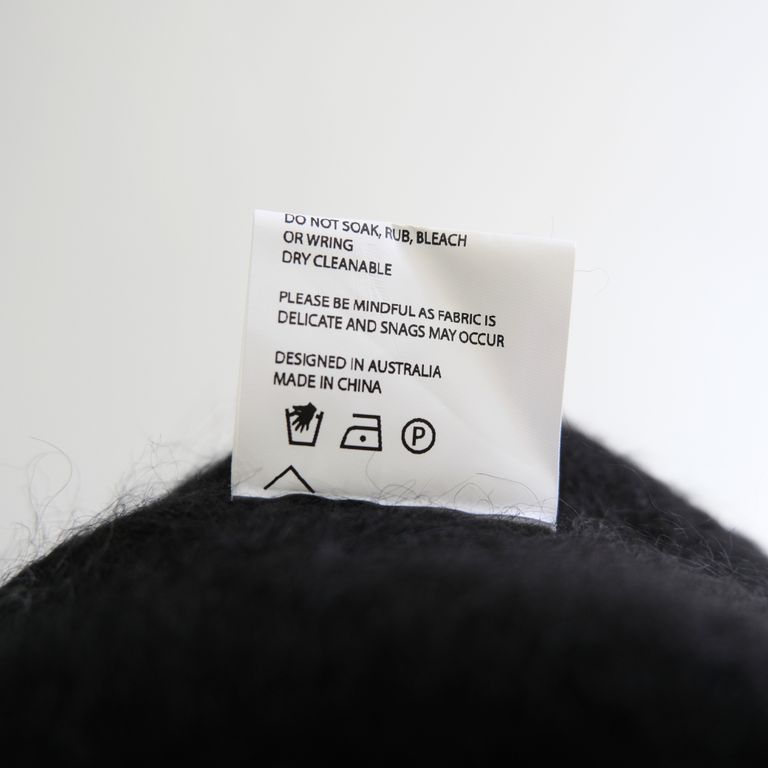 DO NOT SOAK, RUB, BLEACH
OR WRING
DRY CLEANABLE
PLEASE BE MINDFUL AS FABRIC IS
DELICATE AND SNAGS MAY OCCUR
DESIGNED IN AUSTRALIA
MADE IN CHINA
P